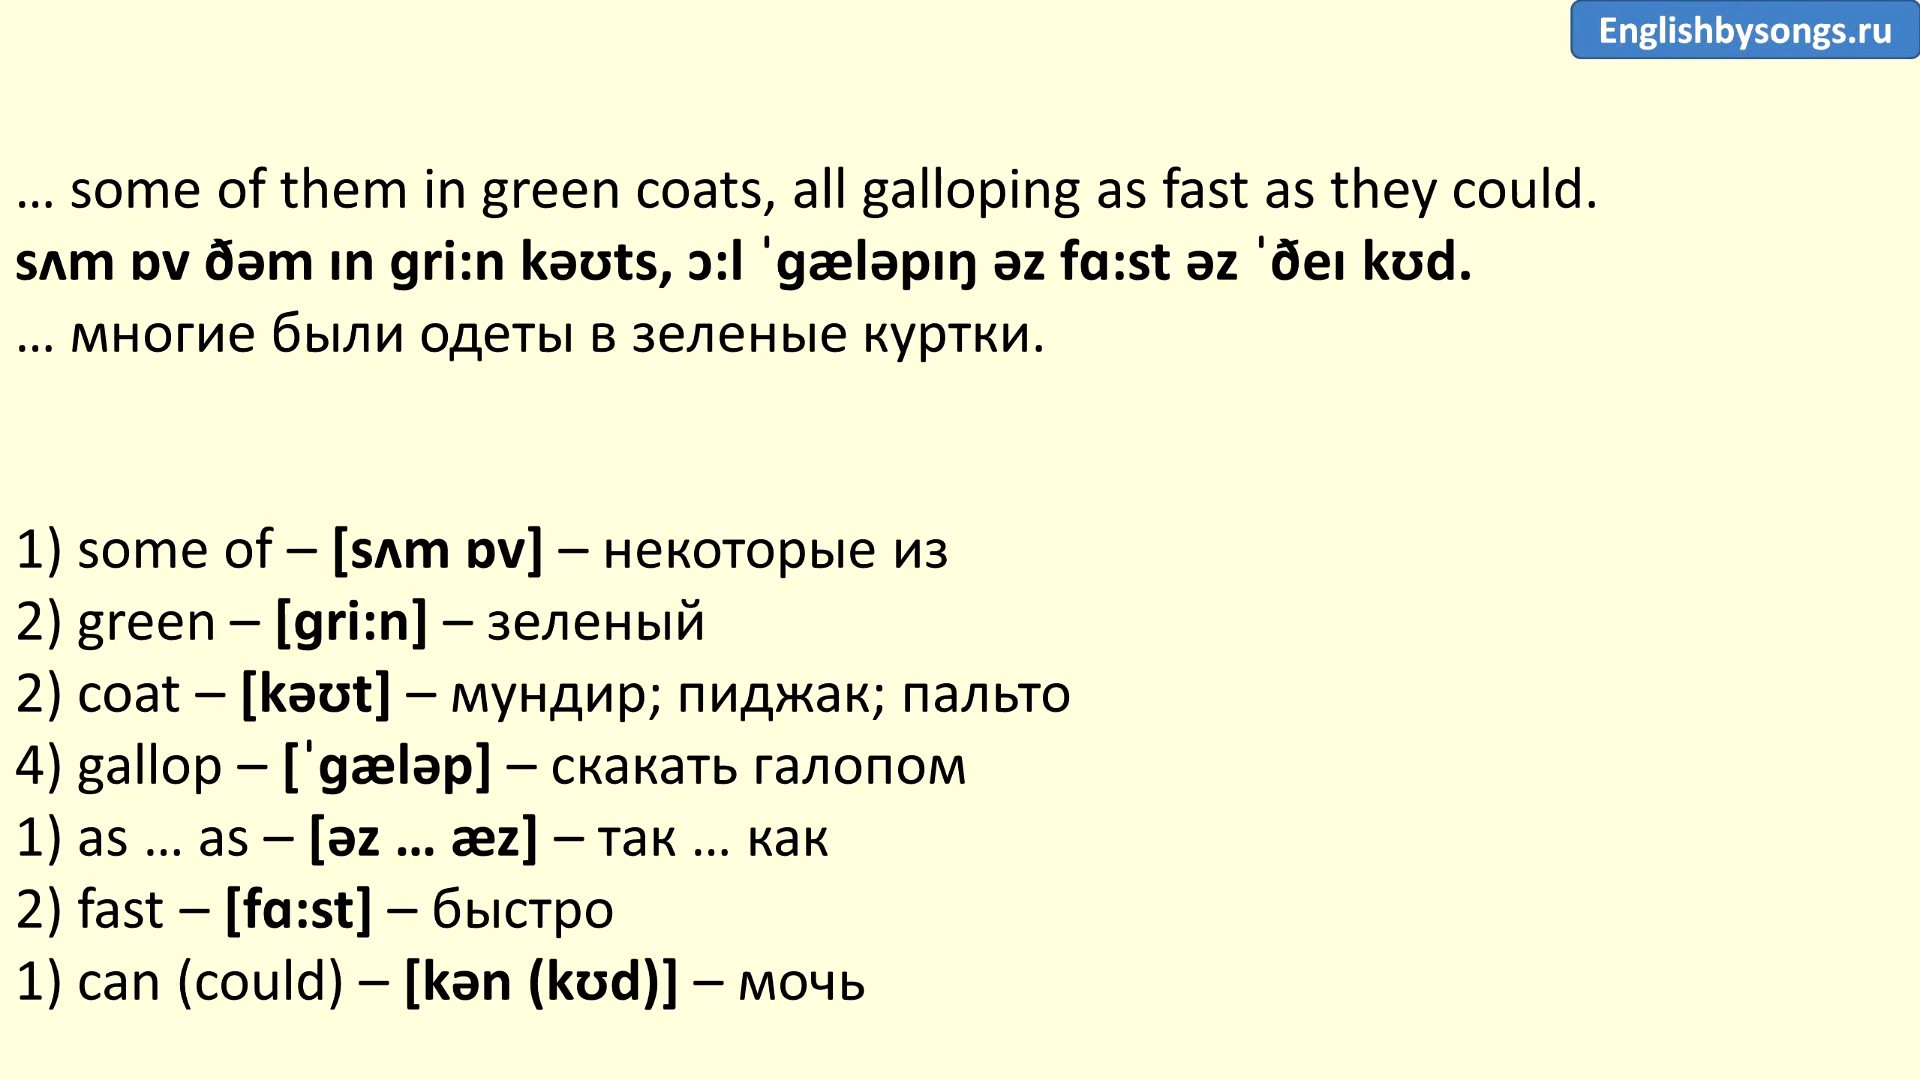 Englishbysongs.ru
... some of them in green coats, all galloping as fast as they could.
sʌm ɒv ðəm ɪn gri:n kəʊts, ɔ:l ˈgæləpɪŋ əz fɑ:st əz ˈðeɪ kʊd.
... многие были одеты в зеленые куртки.
1) some of – [sʌm ɒv] – некоторые из
2) green – [gri:n] – зеленый
2) coat – [kəʊt] – мундир; пиджак; пальто
4) gallop – [ˈgæləp] – скакать галопом
1) as ... as – [əz ... æz] – так ... как
2) fast – [fɑ:st] – быстро
1) can (could) – [kən (kʊd)] – мочь